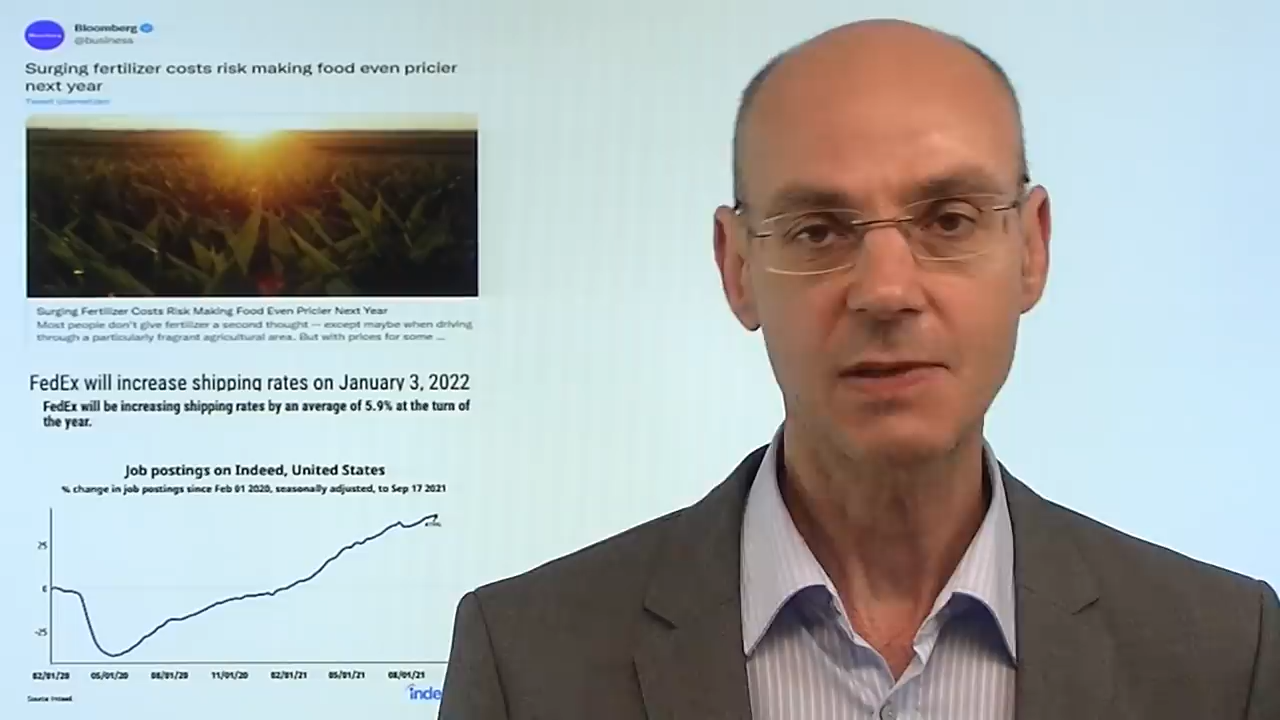 Bloomberg
@business
Surging fertilizer costs risk making food even pricier
next year
Surging Fertilizer Costs Risk Making Food Even Pricier Next Year
Most people don't give fertilizer a second thought — except maybe when driving
through a particularly fragrant agricultural area. But with prices for some ...
FedEx will increase shipping rates on January 3, 2022
FedEx will be increasing shipping rates by an average of 5.9% at the turn of
the year.
Job postings on Indeed, United States
% change in job postings since Feb 01 2020, seasonally adjusted, to Sep 17 2021
25
0
-25
02/01/20 05/01/20 08/01/20 11/01/20 02/01/21 05/01/21 08/01/21
Source: Indeed
inde